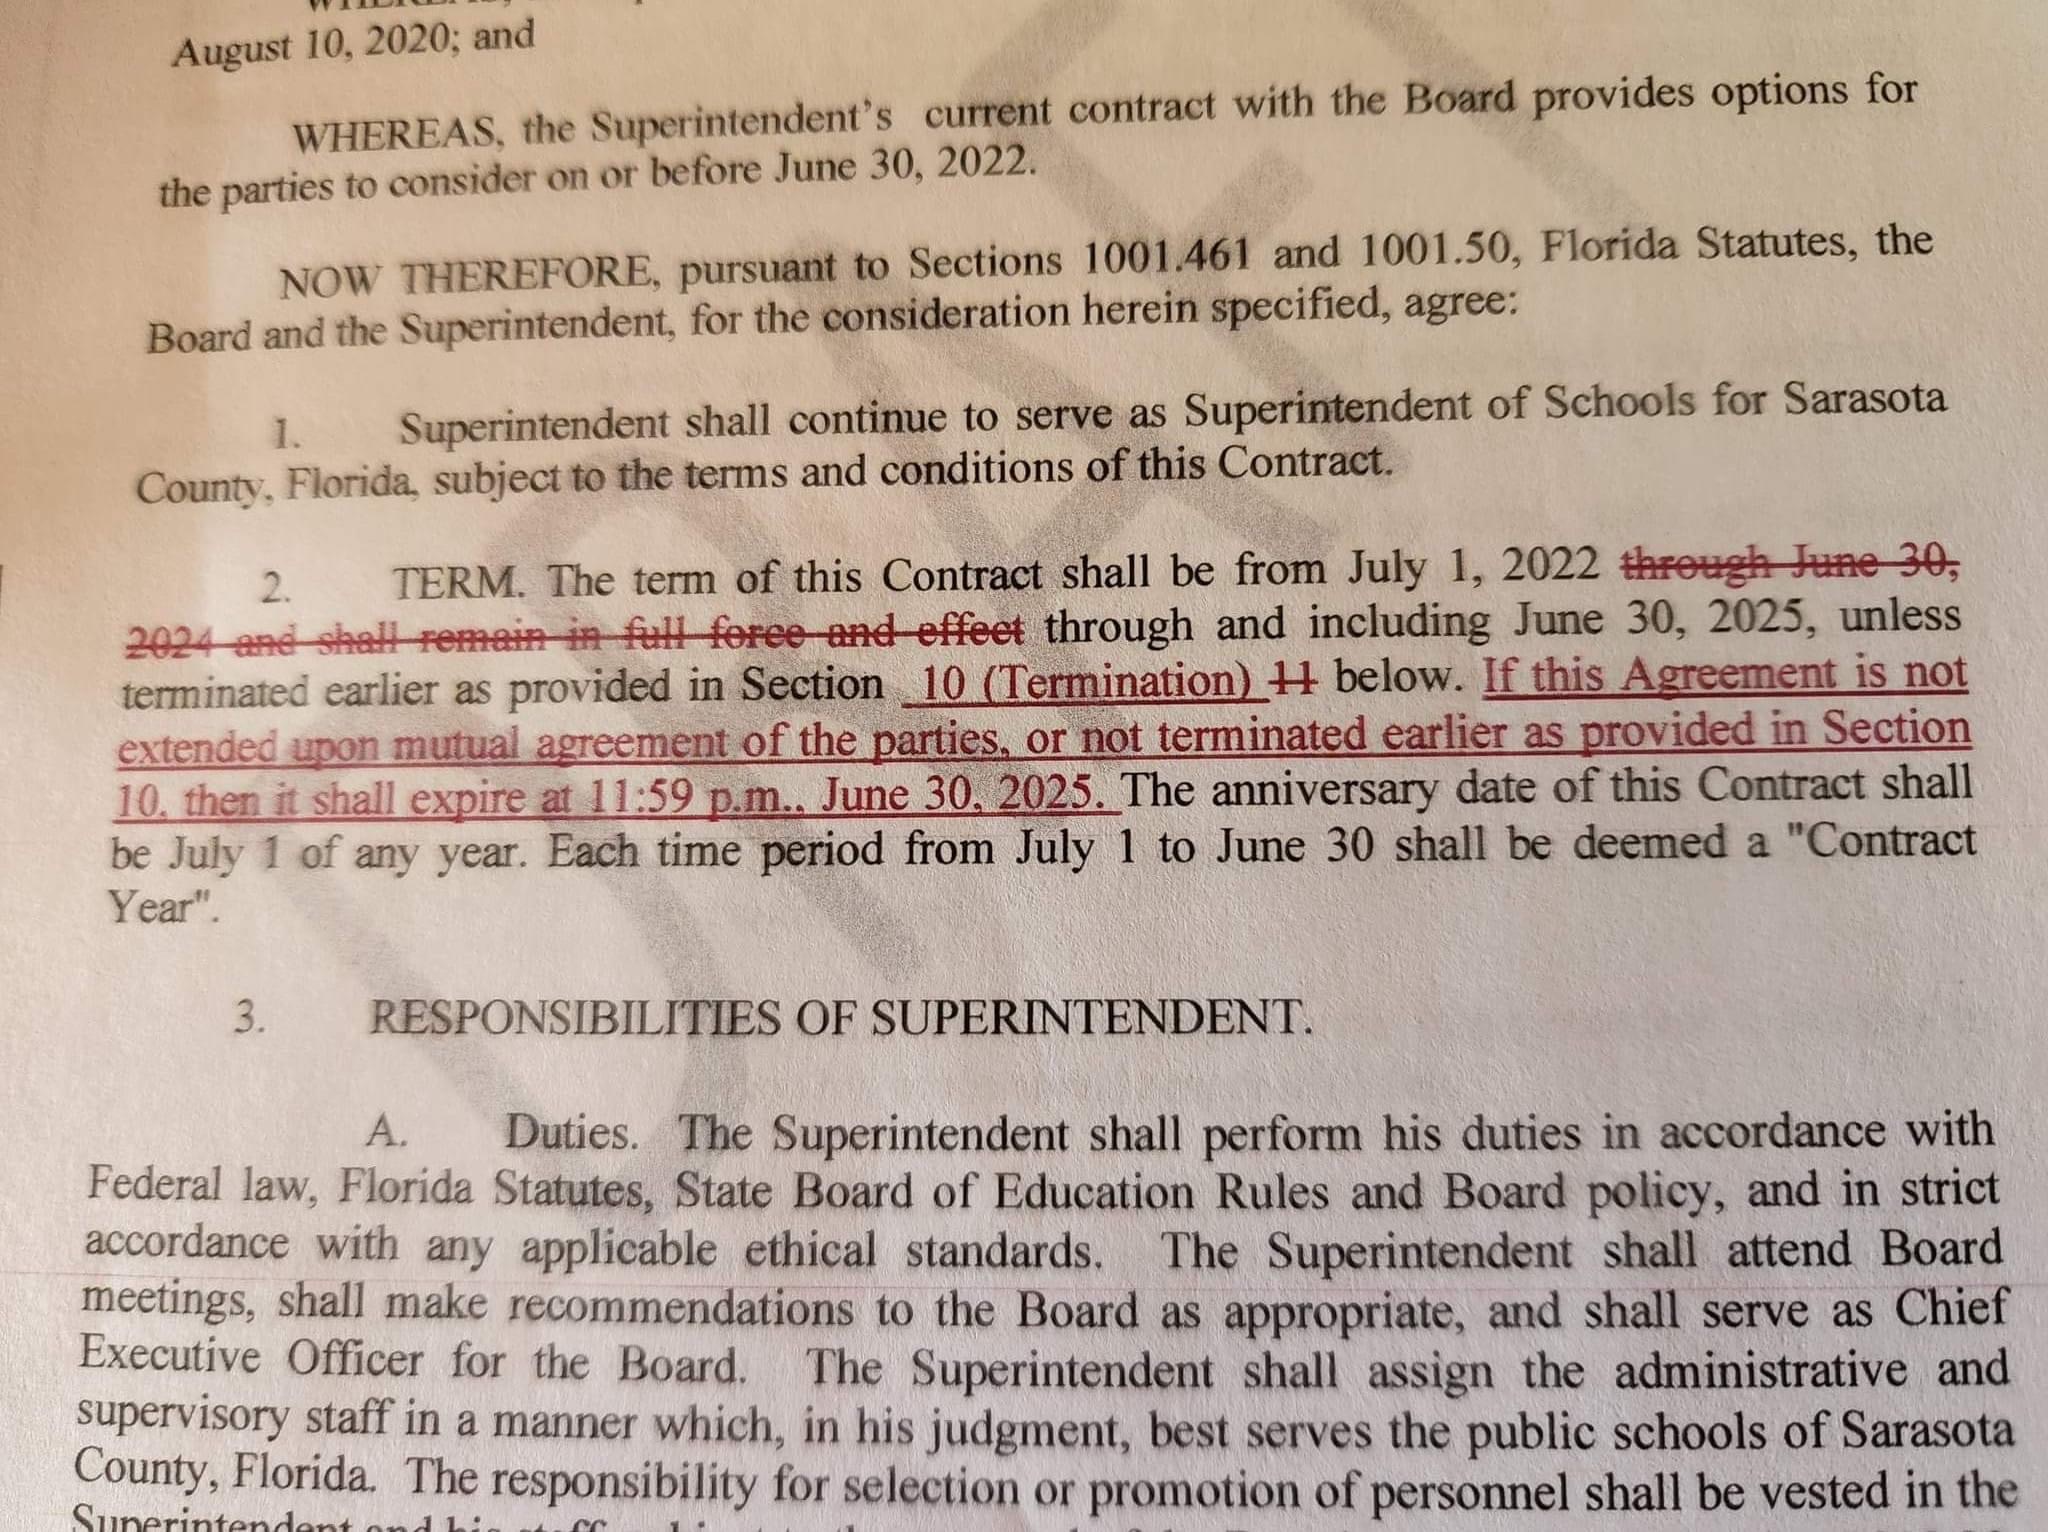 WHEREAS,
August 10, 2020; and
WHEREAS, the Superintendent's current contract with the Board provides options for
the parties to consider on or before June 30, 2022.
NOW THEREFORE, pursuant to Sections 1001.461 and 1001.50, Florida Statutes, the
Board and the Superintendent, for the consideration herein specified, agree:
1. Superintendent shall continue to serve as Superintendent of Schools for Sarasota
County, Florida, subject to the terms and conditions of this Contract.
2. TERM. The term of this Contract shall be from July 1, 2022 through June 30,
2024 and shall remain in full force and effect through and including June 30, 2025, unless
terminated earlier as provided in Section 10 (Termination) 11 below. If this Agreement is not
extended upon mutual agreement of the parties, or not terminated earlier as provided in Section
10, then it shall expire at 11:59 p.m., June 30, 2025. The anniversary date of this Contract shall
be July 1 of any year. Each time period from July 1 to June 30 shall be deemed a "Contract
Year".
3. RESPONSIBILITIES OF SUPERINTENDENT.
A. Duties. The Superintendent shall perform his duties in accordance with
Federal law, Florida Statutes, State Board of Education Rules and Board policy, and in strict
accordance with any applicable ethical standards. The Superintendent shall attend Board
meetings, shall make recommendations to the Board as appropriate, and shall serve as Chief
Executive Officer for the Board. The Superintendent shall assign the administrative and
supervisory staff in a manner which, in his judgment, best serves the public schools of Sarasota
County, Florida. The responsibility for selection or promotion of personnel shall be vested in the
Superintendent and his staff